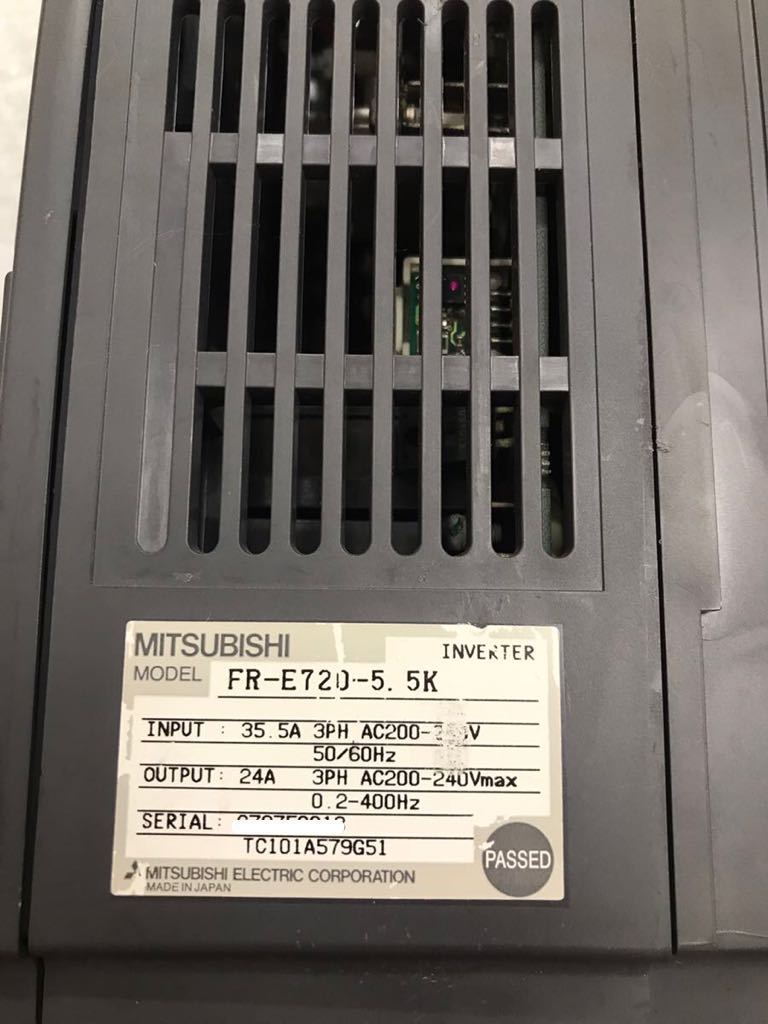 MITSUBISHI
INVERTER
MODEL FR-E720-5.5K
INPUT : 35.5A 3PH AC200-
50/60Hz
OUTPUT: 24A 3PH AC200-240Vmax
0.2-400Hz
SERIAL:
TC101A579G51
PASSED
MITSUBISHI ELECTRIC CORPORATION
MADE IN JAPAN